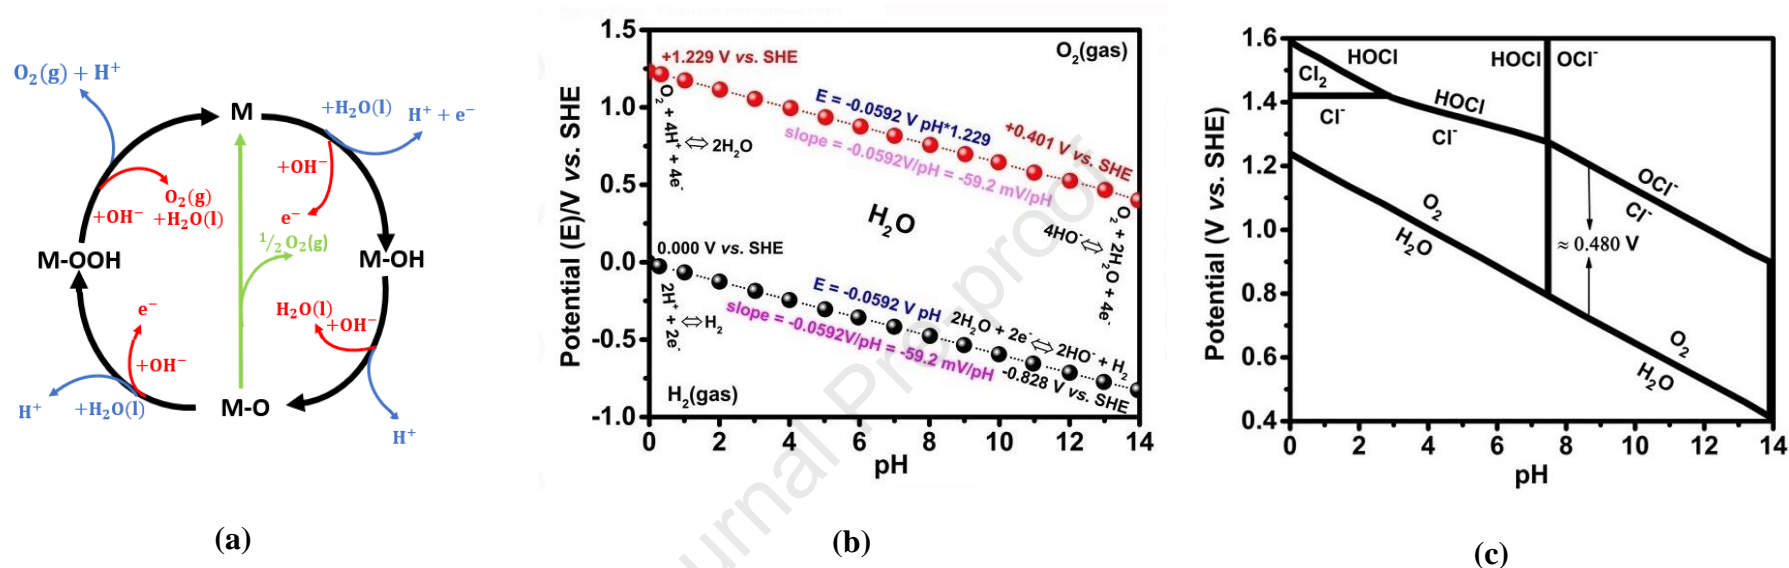 O₂(g) + H⁺
M
+H₂O(l)
H⁺ + e⁻
+OH⁻
O₂(g)
+OH⁻ +H₂O(l)
e⁻
½ O₂(g)
M-OOH
M-OH
e⁻
H₂O(l)
+OH⁻
+OH⁻
H⁺
+H₂O(l)
M-O
H⁺
(a)
Potential (E)/V vs. SHE
1.5
1.0
0.5
0.0
-0.5
-1.0
0 2 4 6 8 10 12 14
pH
O₂(gas)
+1.229 V vs. SHE
E = -0.0592 V pH*1.229
slope = -0.0592V/pH = -59.2 mV/pH
+0.401 V vs. SHE
O₂ + 4H⁺ + 4e⁻ ⇔ 2H₂O
H₂O
4HO⁻ ⇔ O₂ + 2H₂O + 4e⁻
0.000 V vs. SHE
2H⁺ + 2e⁻ ⇔ H₂
E = -0.0592 V pH
slope = -0.0592V/pH = -59.2 mV/pH
2H₂O + 2e⁻ ⇔ 2HO⁻ + H₂
-0.828 V vs. SHE
H₂(gas)
(b)
Potential (V vs. SHE)
1.6
1.4
1.2
1.0
0.8
0.6
0.4
0 2 4 6 8 10 12 14
pH
HOCl
HOCl
OCl⁻
Cl₂
Cl⁻
HOCl
Cl⁻
OCl⁻
Cl⁻
O₂
H₂O
≈ 0.480 V
O₂
H₂O
(c)
urnal Pre-proof